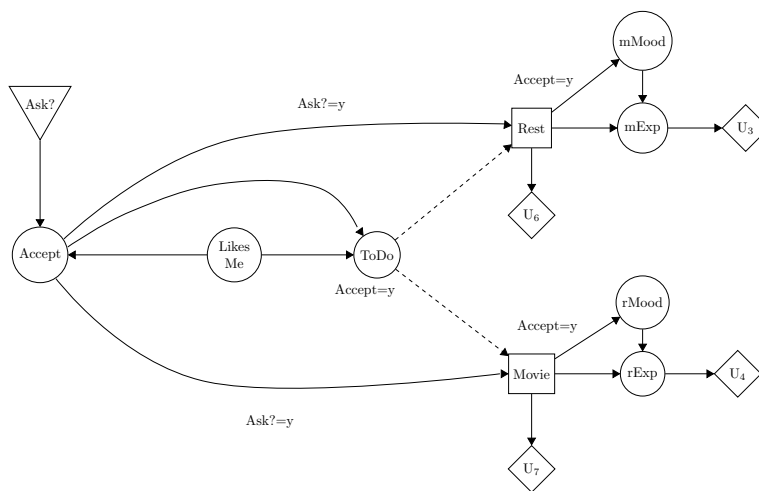 mMood
Accept=y
Ask?
Ask?=y
Rest
mExp
U3
U6
Accept
Likes
Me
ToDo
Accept=y
rMood
Accept=y
Movie
rExp
U4
Ask?=y
U7